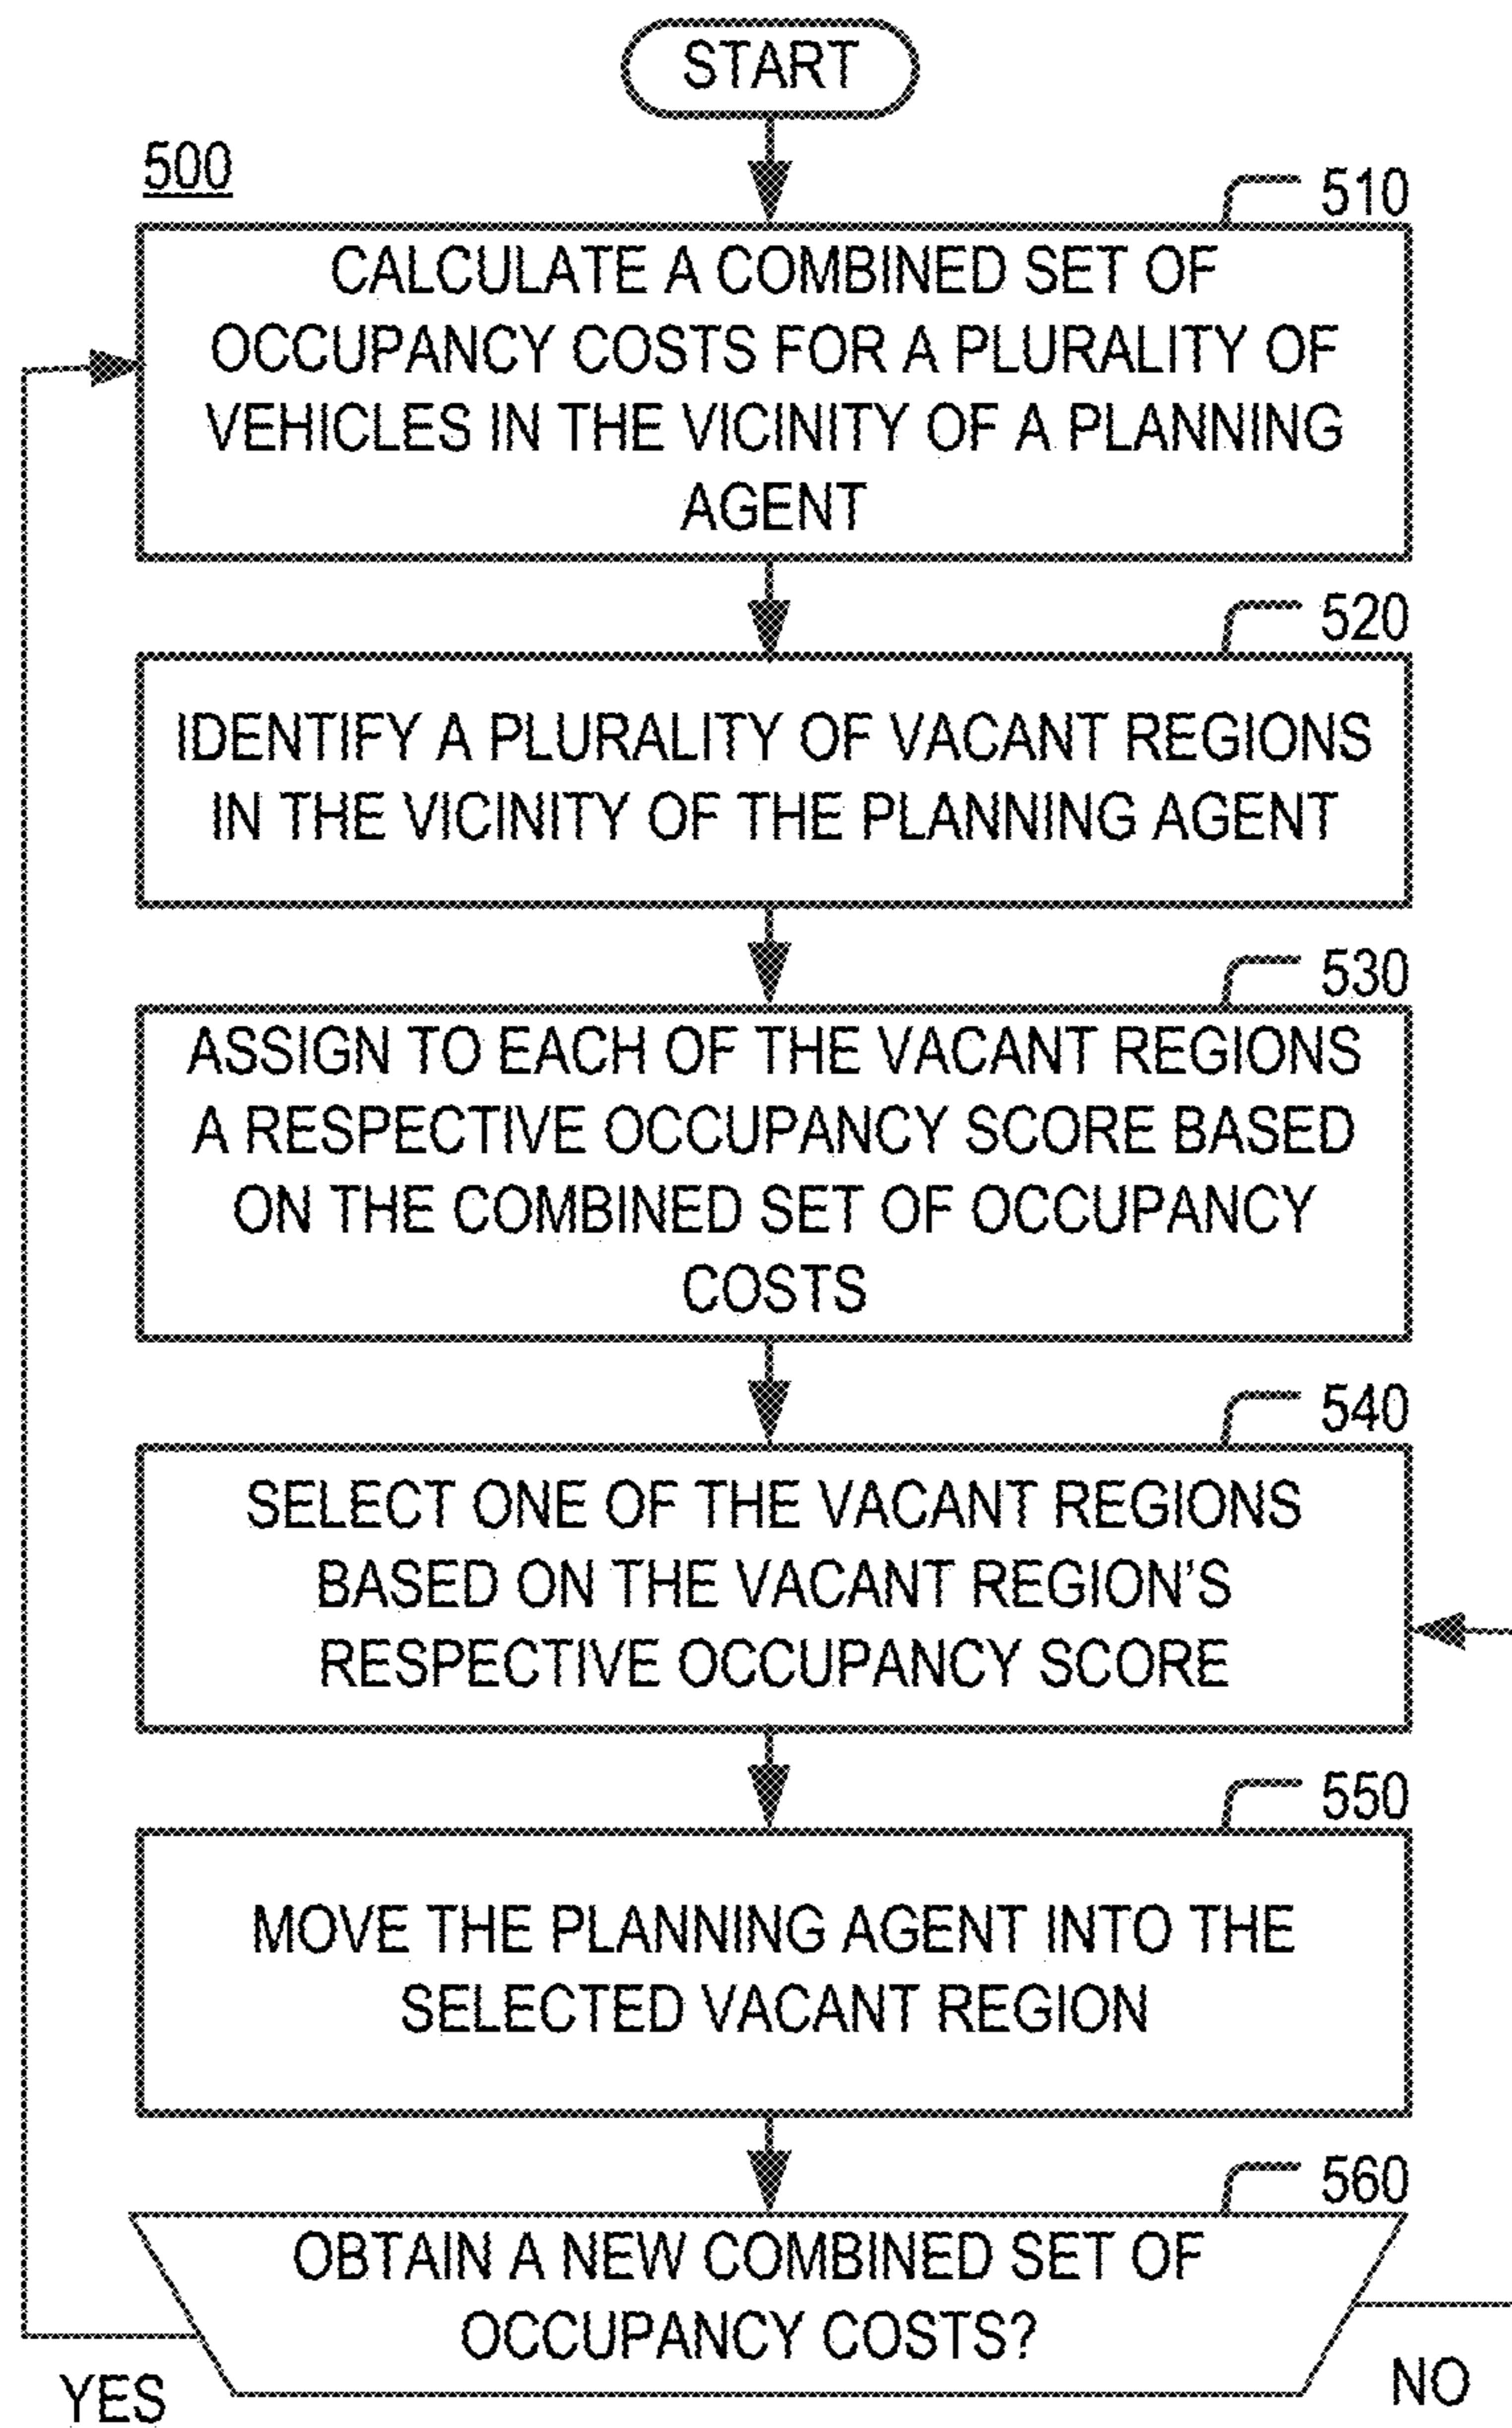 START
500
510
CALCULATE A COMBINED SET OF
OCCUPANCY COSTS FOR A PLURALITY OF
VEHICLES IN THE VICINITY OF A PLANNING
AGENT
520
IDENTIFY A PLURALITY OF VACANT REGIONS
IN THE VICINITY OF THE PLANNING AGENT
530
ASSIGN TO EACH OF THE VACANT REGIONS
A RESPECTIVE OCCUPANCY SCORE BASED
ON THE COMBINED SET OF OCCUPANCY
COSTS
540
SELECT ONE OF THE VACANT REGIONS
BASED ON THE VACANT REGION'S
RESPECTIVE OCCUPANCY SCORE
550
MOVE THE PLANNING AGENT INTO THE
SELECTED VACANT REGION
560
OBTAIN A NEW COMBINED SET OF
OCCUPANCY COSTS?
YES
NO